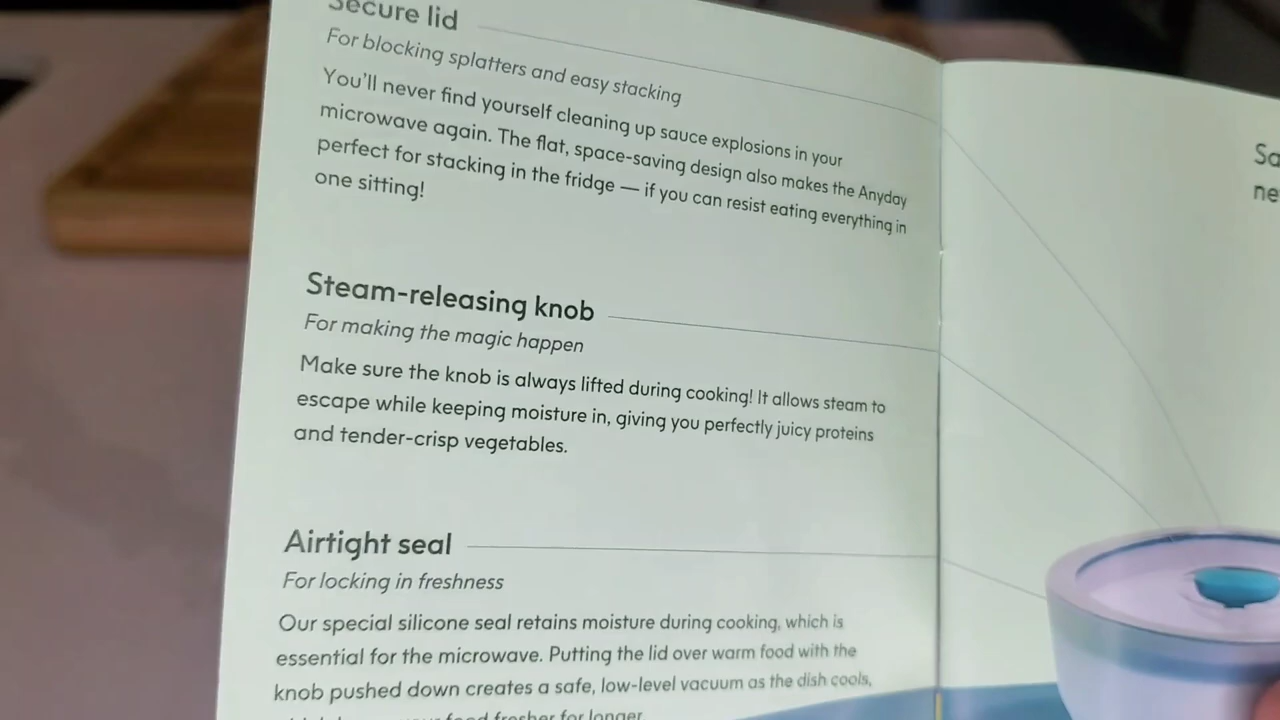 Secure lid
For blocking splatters and easy stacking
You'll never find yourself cleaning up sauce explosions in your
microwave again. The flat, space-saving design also makes the Anyday
perfect for stacking in the fridge — if you can resist eating everything in
one sitting!
Steam-releasing knob
For making the magic happen
Make sure the knob is always lifted during cooking! It allows steam to
escape while keeping moisture in, giving you perfectly juicy proteins
and tender-crisp vegetables.
Airtight seal
For locking in freshness
Our special silicone seal retains moisture during cooking, which is
essential for the microwave. Putting the lid over warm food with the
knob pushed down creates a safe, low-level vacuum as the dish cools,
your food fresher for longer.